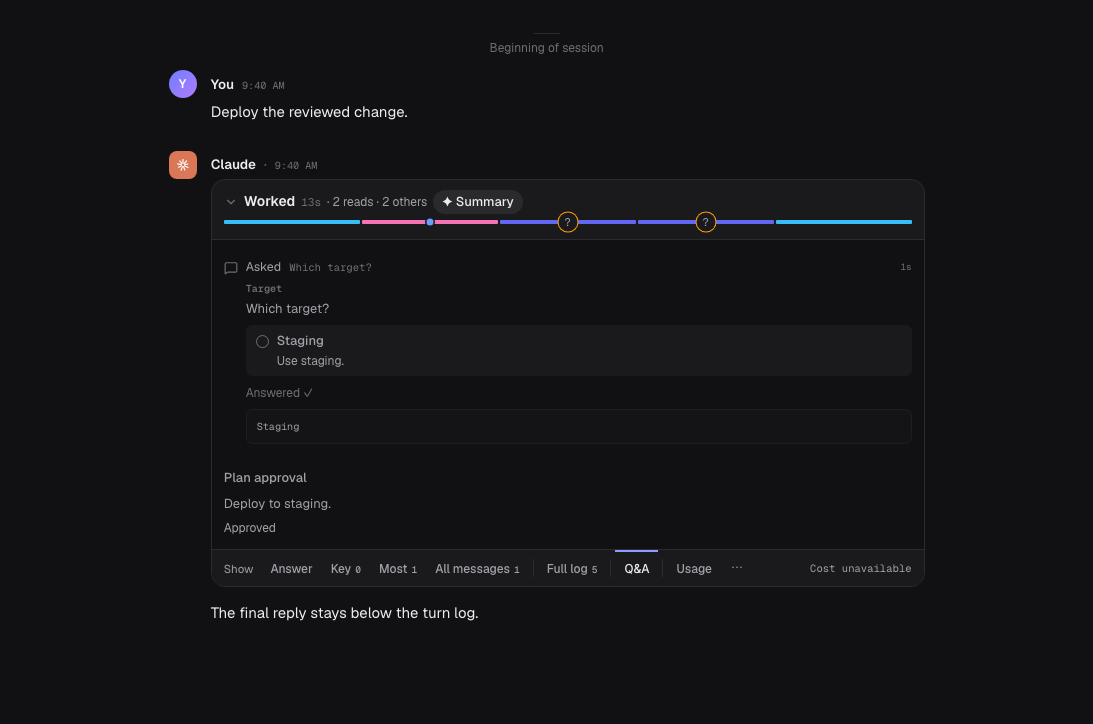 Beginning of session
Y You 9:40 AM
Deploy the reviewed change.
Claude · 9:40 AM
Worked 13s · 2 reads · 2 others Summary
? ?
Asked Which target? 1s
Target
Which target?
Staging
Use staging.
Answered ✓
Staging
Plan approval
Deploy to staging.
Approved
Show Answer Key 0 Most 1 All messages 1 Full log 5 Q&A Usage ... Cost unavailable
The final reply stays below the turn log.